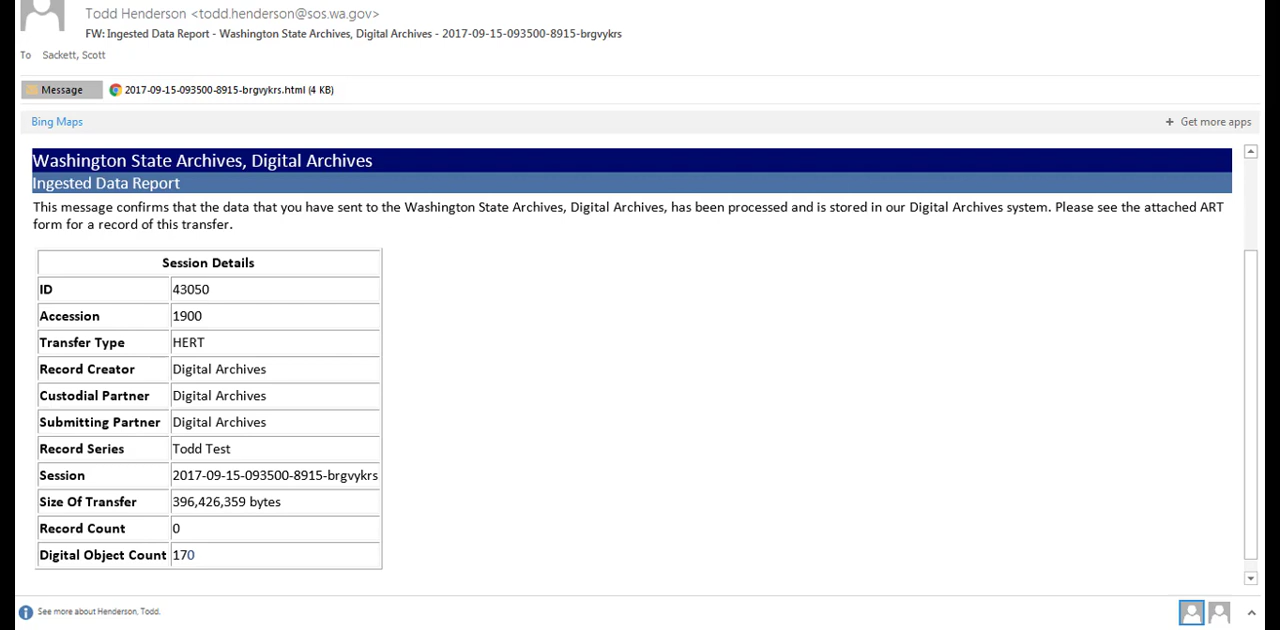 Todd Henderson <todd.henderson@sos.wa.gov>
FW: Ingested Data Report - Washington State Archives, Digital Archives - 2017-09-15-093500-8915-brgvykrs
To Sackett, Scott
Message 2017-09-15-093500-8915-brgvykrs.html (4 KB)
Bing Maps + Get more apps
Washington State Archives, Digital Archives
Ingested Data Report
This message confirms that the data that you have sent to the Washington State Archives, Digital Archives, has been processed and is stored in our Digital Archives system. Please see the attached ART
form for a record of this transfer.
Session Details
ID 43050
Accession 1900
Transfer Type HERT
Record Creator Digital Archives
Custodial Partner Digital Archives
Submitting Partner Digital Archives
Record Series Todd Test
Session 2017-09-15-093500-8915-brgvykrs
Size Of Transfer 396,426,359 bytes
Record Count 0
Digital Object Count 170
See more about Henderson, Todd.